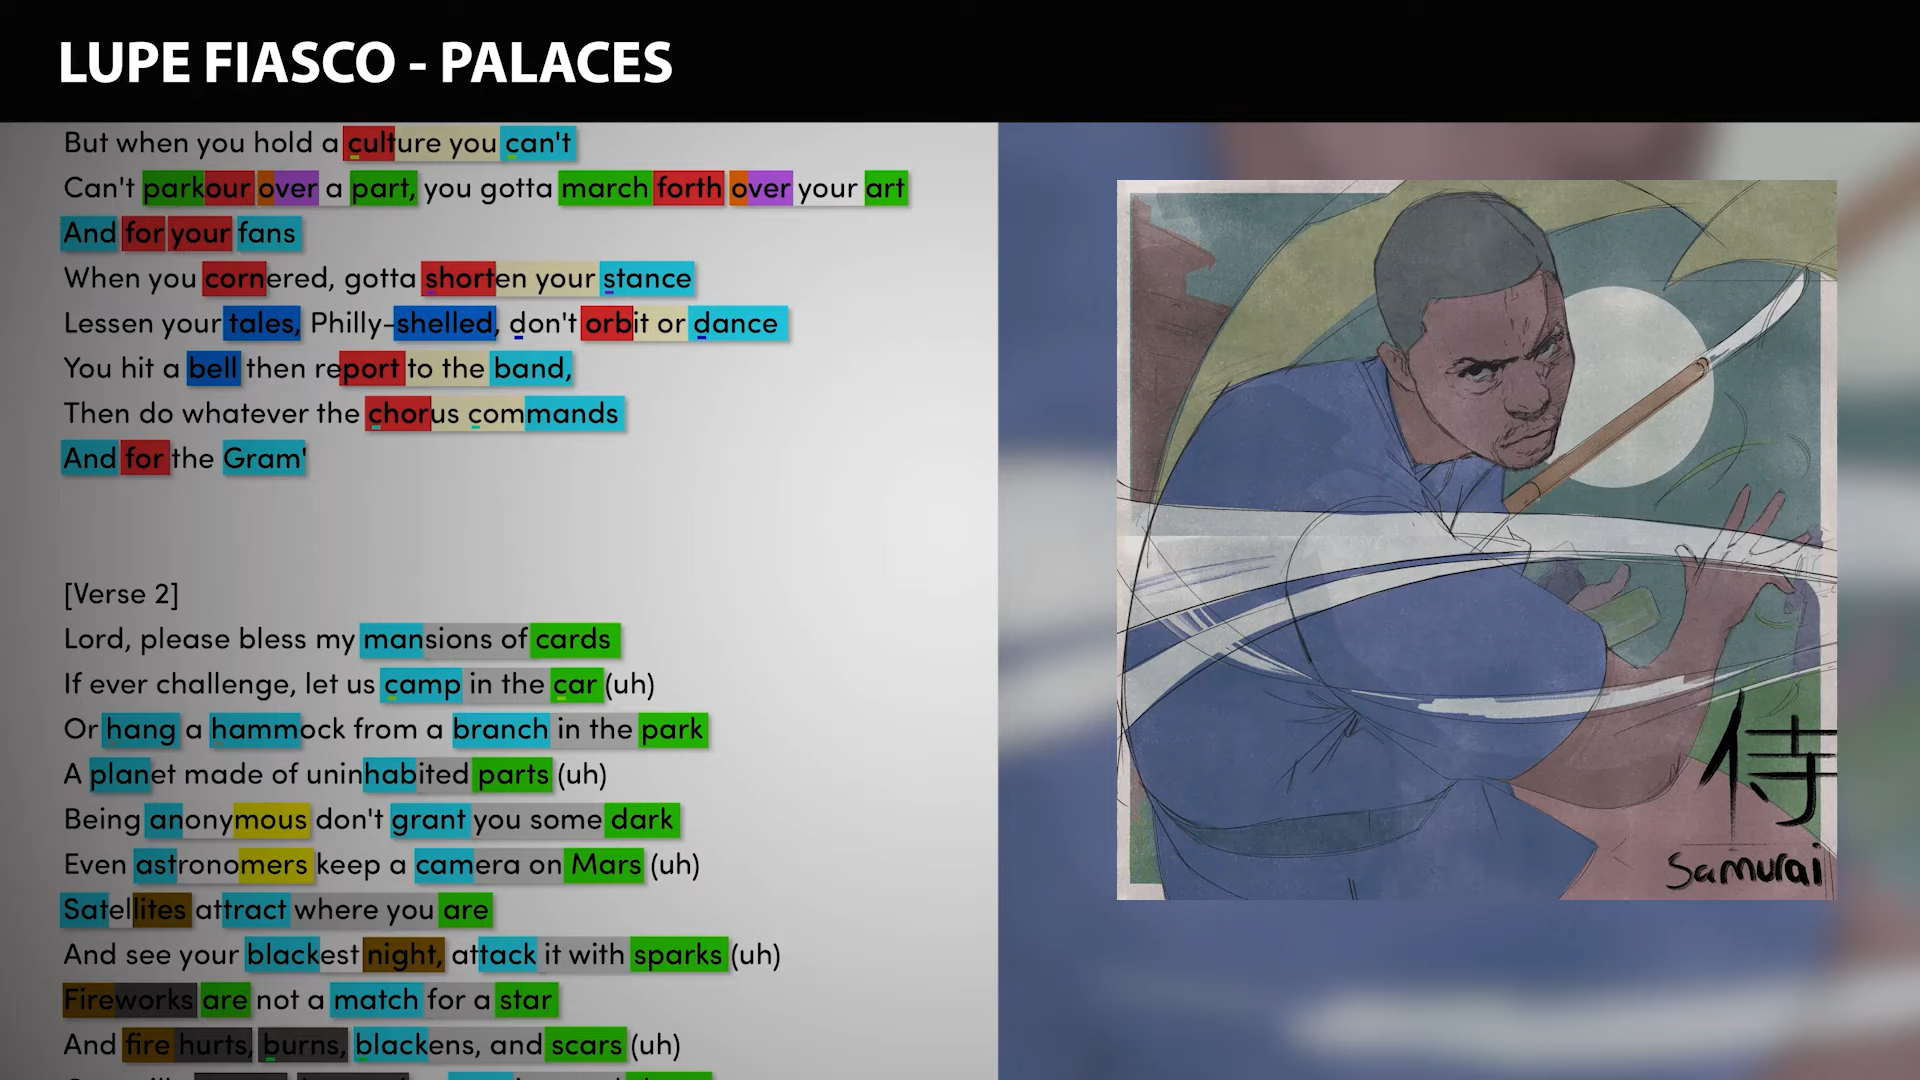 LUPE FIASCO - PALACES
But when you hold a culture you can't
Can't parkour over a part, you gotta march forth over your art
And for your fans
When you cornered, gotta shorten your stance
Lessen your tales, Philly-shelled, don't orbit or dance
You hit a bell then report to the band,
Then do whatever the chorus commands
And for the Gram'
[Verse 2]
Lord, please bless my mansions of cards
If ever challenge, let us camp in the car (uh)
Or hang a hammock from a branch in the park
A planet made of uninhabited parts (uh)
Being anonymous don't grant you some dark
Even astronomers keep a camera on Mars (uh)
Satellites attract where you are
And see your blackest night, attack it with sparks (uh)
Fireworks are not a match for a star
And fire hurts, burns, blackens, and scars (uh)
侍
Samurai